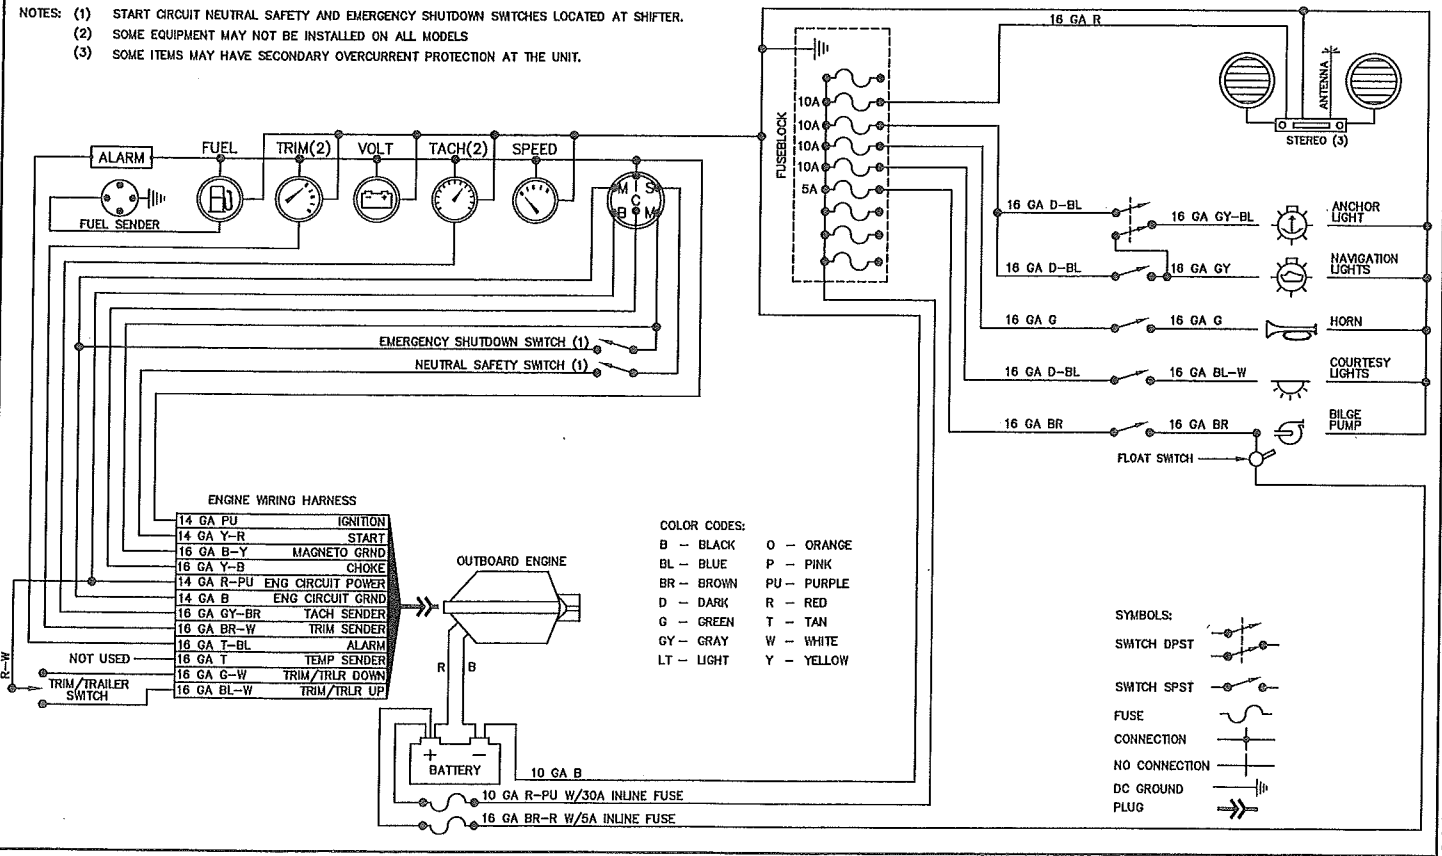 NOTES: (1) START CIRCUIT NEUTRAL SAFETY AND EMERGENCY SHUTDOWN SWITCHES LOCATED AT SHIFTER.
(2) SOME EQUIPMENT MAY NOT BE INSTALLED ON ALL MODELS
(3) SOME ITEMS MAY HAVE SECONDARY OVERCURRENT PROTECTION AT THE UNIT.
16 GA R
ANTENNA
STEREO (3)
FUSEBLOCK
10A
10A
10A
10A
5A
ALARM
FUEL
TRIM(2)
VOLT
TACH(2)
SPEED
FUEL SENDER
M I S
C
B M
16 GA D-BL
16 GA GY-BL
ANCHOR
LIGHT
16 GA D-BL
16 GA GY
NAVIGATION
LIGHTS
16 GA G
16 GA G
HORN
16 GA D-BL
16 GA BL-W
COURTESY
LIGHTS
16 GA BR
16 GA BR
BILGE
PUMP
FLOAT SWITCH
EMERGENCY SHUTDOWN SWITCH (1)
NEUTRAL SAFETY SWITCH (1)
ENGINE WIRING HARNESS
14 GA PU IGNITION
14 GA Y-R START
16 GA B-Y MAGNETO GRND
16 GA Y-B CHOKE
14 GA R-PU ENG CIRCUIT POWER
14 GA B ENG CIRCUIT GRND
16 GA GY-BR TACH SENDER
16 GA BR-W TRIM SENDER
16 GA T-BL ALARM
16 GA T TEMP SENDER
16 GA G-W TRIM/TRLR DOWN
16 GA BL-W TRIM/TRLR UP
NOT USED
R-W
TRIM/TRAILER
SWITCH
OUTBOARD ENGINE
R
B
+ −
BATTERY
10 GA B
10 GA R-PU W/30A INLINE FUSE
16 GA BR-R W/5A INLINE FUSE
COLOR CODES:
B – BLACK O – ORANGE
BL – BLUE P – PINK
BR – BROWN PU – PURPLE
D – DARK R – RED
G – GREEN T – TAN
GY – GRAY W – WHITE
LT – LIGHT Y – YELLOW
SYMBOLS:
SWITCH DPST
SWITCH SPST
FUSE
CONNECTION
NO CONNECTION
DC GROUND
PLUG